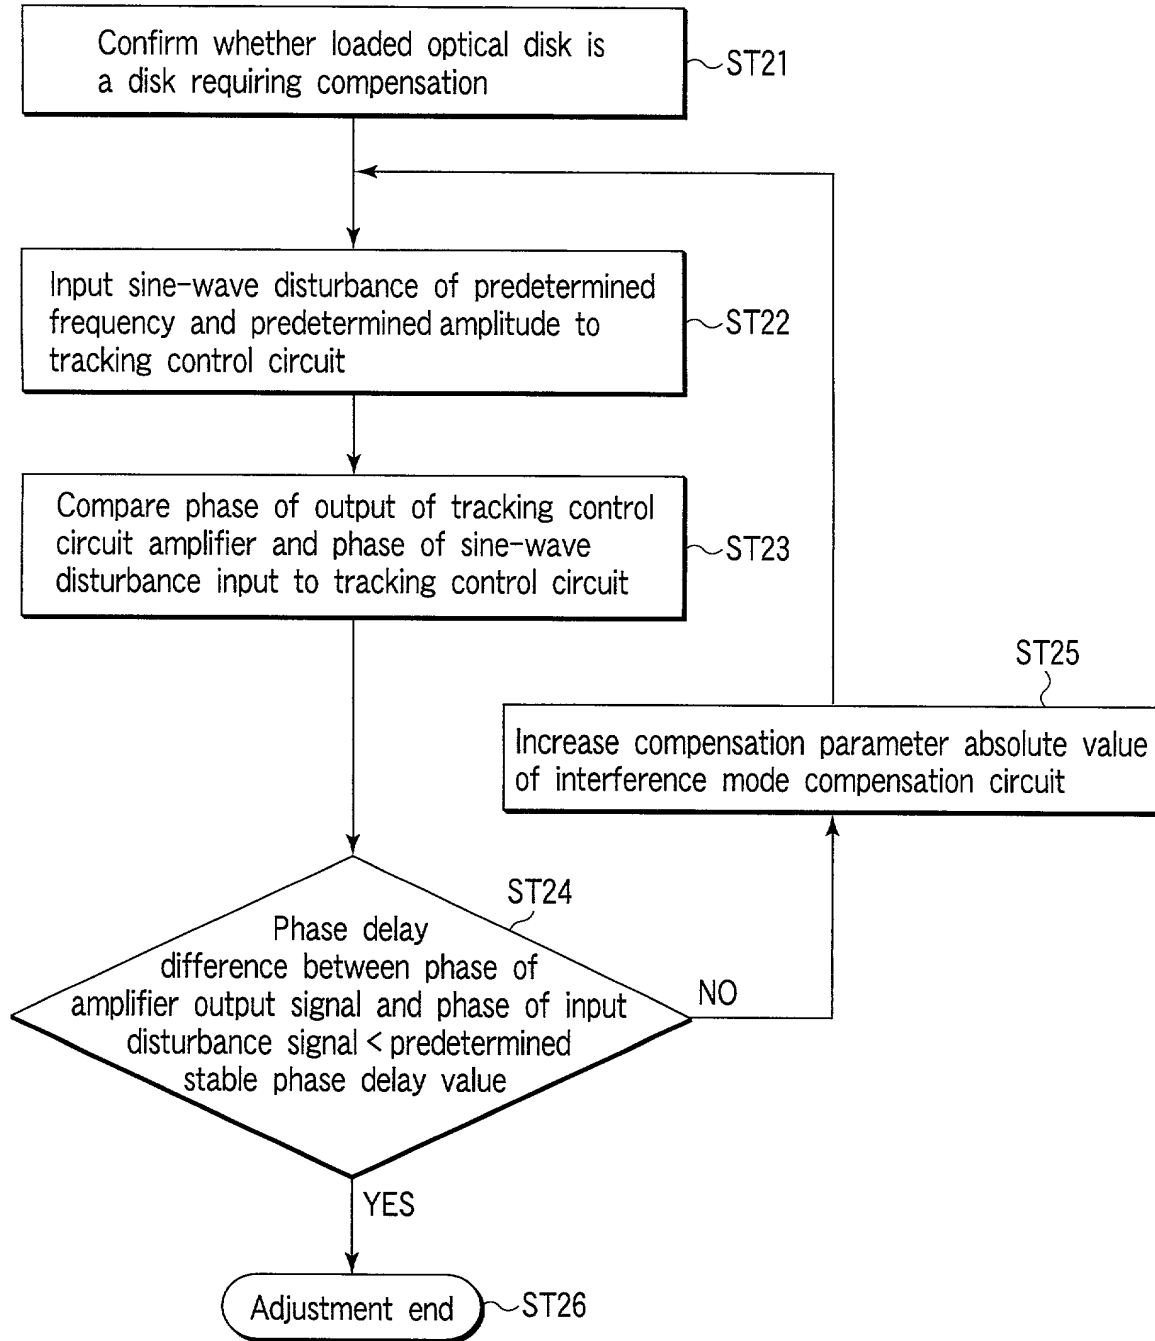 Confirm whether loaded optical disk is
a disk requiring compensation
ST21
Input sine-wave disturbance of predetermined
frequency and predetermined amplitude to
tracking control circuit
ST22
Compare phase of output of tracking control
circuit amplifier and phase of sine-wave
disturbance input to tracking control circuit
ST23
ST25
Increase compensation parameter absolute value
of interference mode compensation circuit
ST24
Phase delay
difference between phase of
amplifier output signal and phase of input
disturbance signal < predetermined
stable phase delay value
NO
YES
Adjustment end
ST26